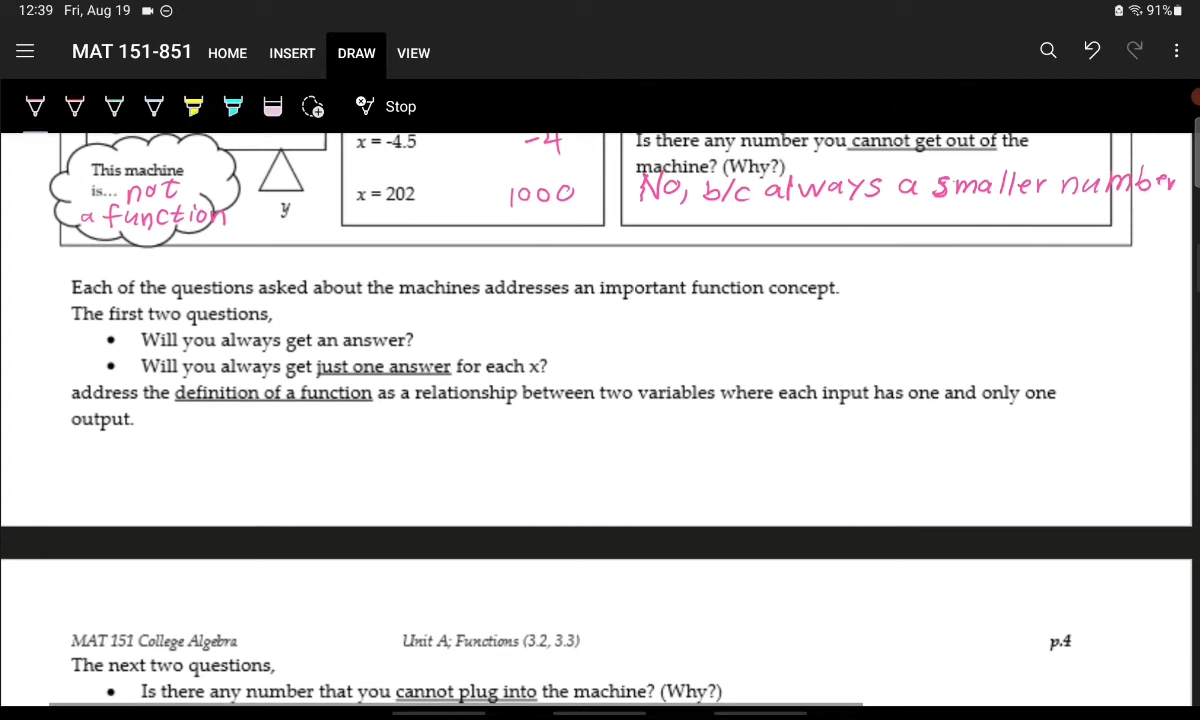 12:39 Fri, Aug 19 91%
MAT 151-851 HOME INSERT DRAW VIEW
Stop
x = -4.5 -4
Is there any number you cannot get out of the
machine? (Why?)
No, b/c always a smaller number
This machine
is... not
a function
y
x = 202 1000
Each of the questions asked about the machines addresses an important function concept.
The first two questions,
• Will you always get an answer?
• Will you always get just one answer for each x?
address the definition of a function as a relationship between two variables where each input has one and only one
output.
MAT 151 College Algebra Unit A; Functions (3.2, 3.3) p.4
The next two questions,
• Is there any number that you cannot plug into the machine? (Why?)